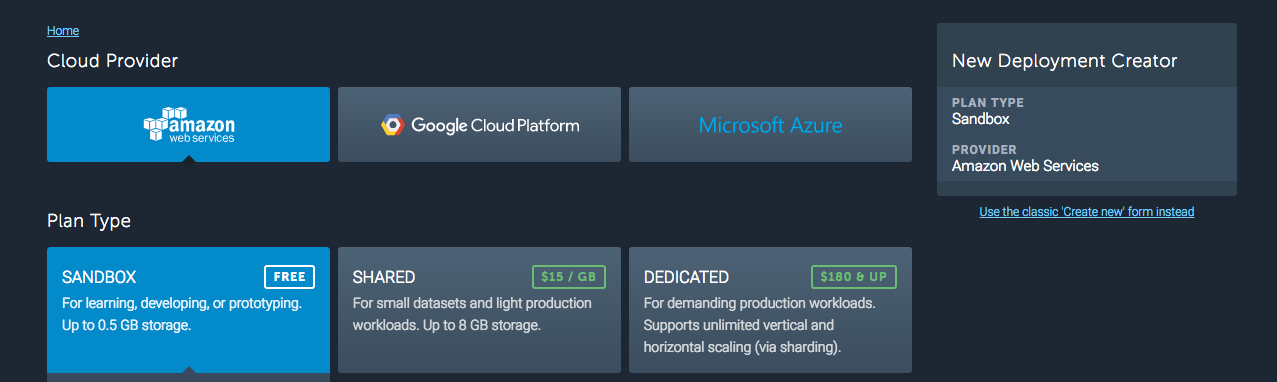 Home
Cloud Provider
amazon
web services
Google Cloud Platform
Microsoft Azure
Plan Type
SANDBOX
FREE
For learning, developing, or prototyping.
Up to 0.5 GB storage.
SHARED
$15 / GB
For small datasets and light production
workloads. Up to 8 GB storage.
DEDICATED
$180 & UP
For demanding production workloads.
Supports unlimited vertical and
horizontal scaling (via sharding).
New Deployment Creator
PLAN TYPE
Sandbox
PROVIDER
Amazon Web Services
Use the classic 'Create new' form instead